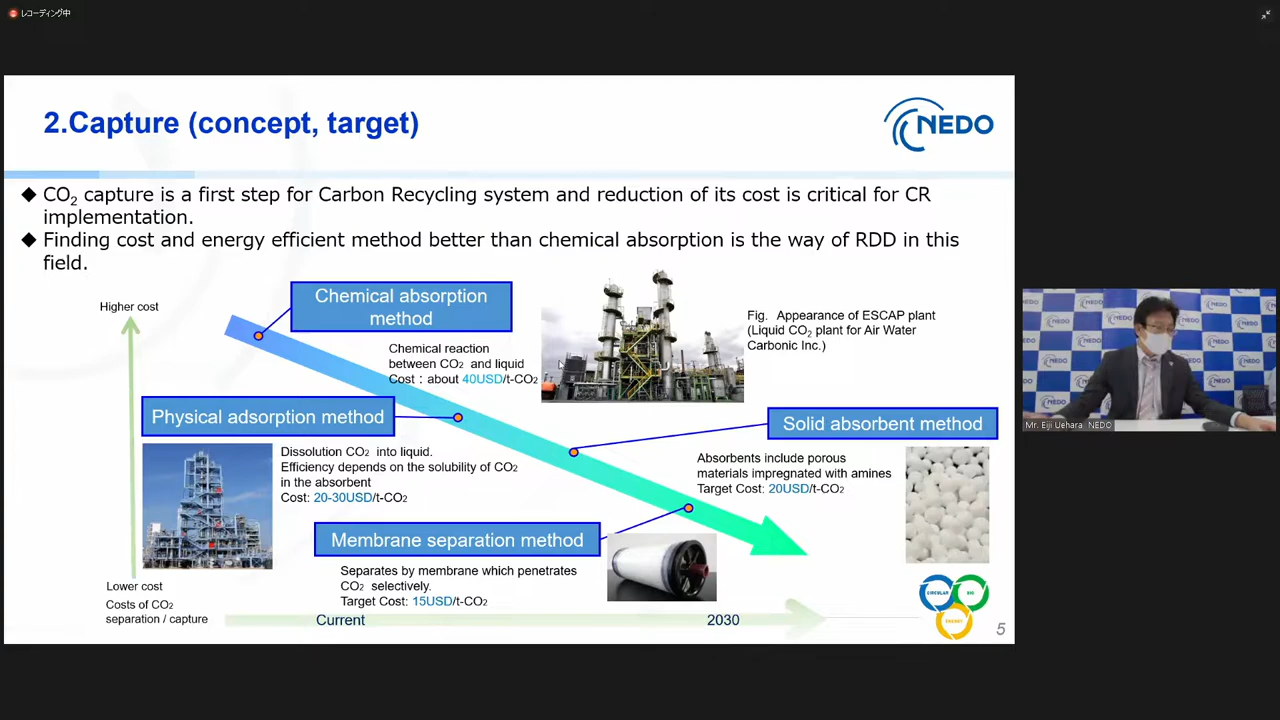 レコーディング中
2.Capture (concept, target)
NEDO
◆ CO₂ capture is a first step for Carbon Recycling system and reduction of its cost is critical for CR
implementation.
◆ Finding cost and energy efficient method better than chemical absorption is the way of RDD in this
field.
Higher cost
Chemical absorption
method
Chemical reaction
between CO₂ and liquid
Cost：about 40USD/t-CO₂
Fig. Appearance of ESCAP plant
(Liquid CO₂ plant for Air Water
Carbonic Inc.)
Physical adsorption method
Dissolution CO₂ into liquid.
Efficiency depends on the solubility of CO₂
in the absorbent
Cost: 20-30USD/t-CO₂
Solid absorbent method
Absorbents include porous
materials impregnated with amines
Target Cost: 20USD/t-CO₂
Membrane separation method
Separates by membrane which penetrates
CO₂ selectively.
Target Cost: 15USD/t-CO₂
Lower cost
Costs of CO₂
separation / capture
Current
2030
CIRCULAR
BIO
ENERGY
5
NEDO
Mr. Eiji Uehara NEDO